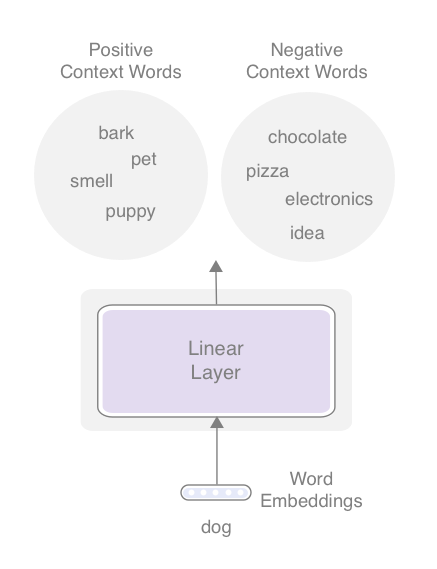 Positive
Context Words
Negative
Context Words
bark
pet
smell
puppy
chocolate
pizza
electronics
idea
Linear
Layer
Word
Embeddings
dog